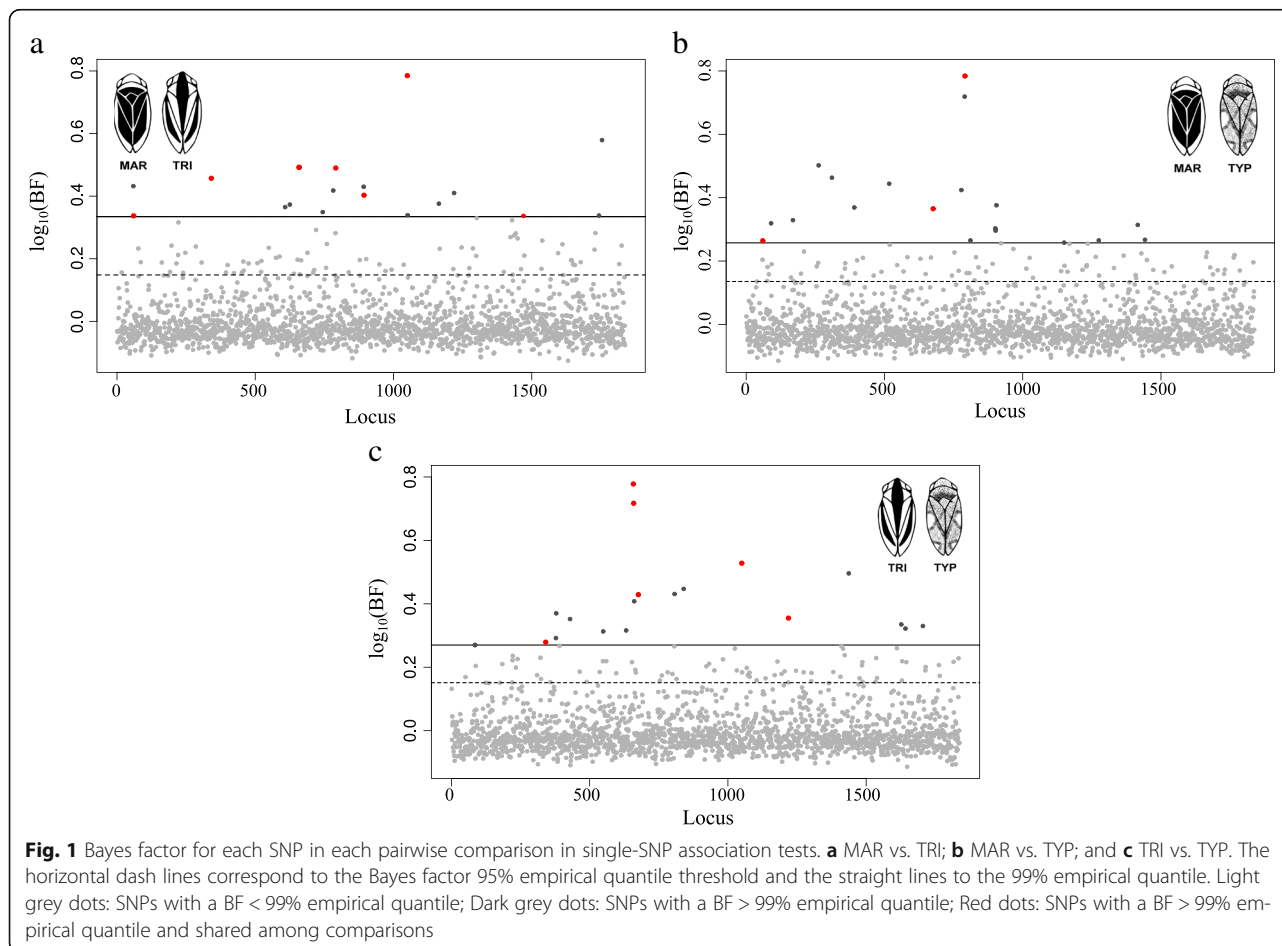 a
0.8
0.6
0.4
0.2
0.0
log₁₀(BF)
MAR TRI
0 500 1000 1500
Locus
b
0.8
0.6
0.4
0.2
0.0
log₁₀(BF)
MAR TYP
0 500 1000 1500
Locus
c
0.8
0.6
0.4
0.2
0.0
log₁₀(BF)
TRI TYP
0 500 1000 1500
Locus
Fig. 1 Bayes factor for each SNP in each pairwise comparison in single-SNP association tests. a MAR vs. TRI; b MAR vs. TYP; and c TRI vs. TYP. The
horizontal dash lines correspond to the Bayes factor 95% empirical quantile threshold and the straight lines to the 99% empirical quantile. Light
grey dots: SNPs with a BF < 99% empirical quantile; Dark grey dots: SNPs with a BF > 99% empirical quantile; Red dots: SNPs with a BF > 99% em-
pirical quantile and shared among comparisons